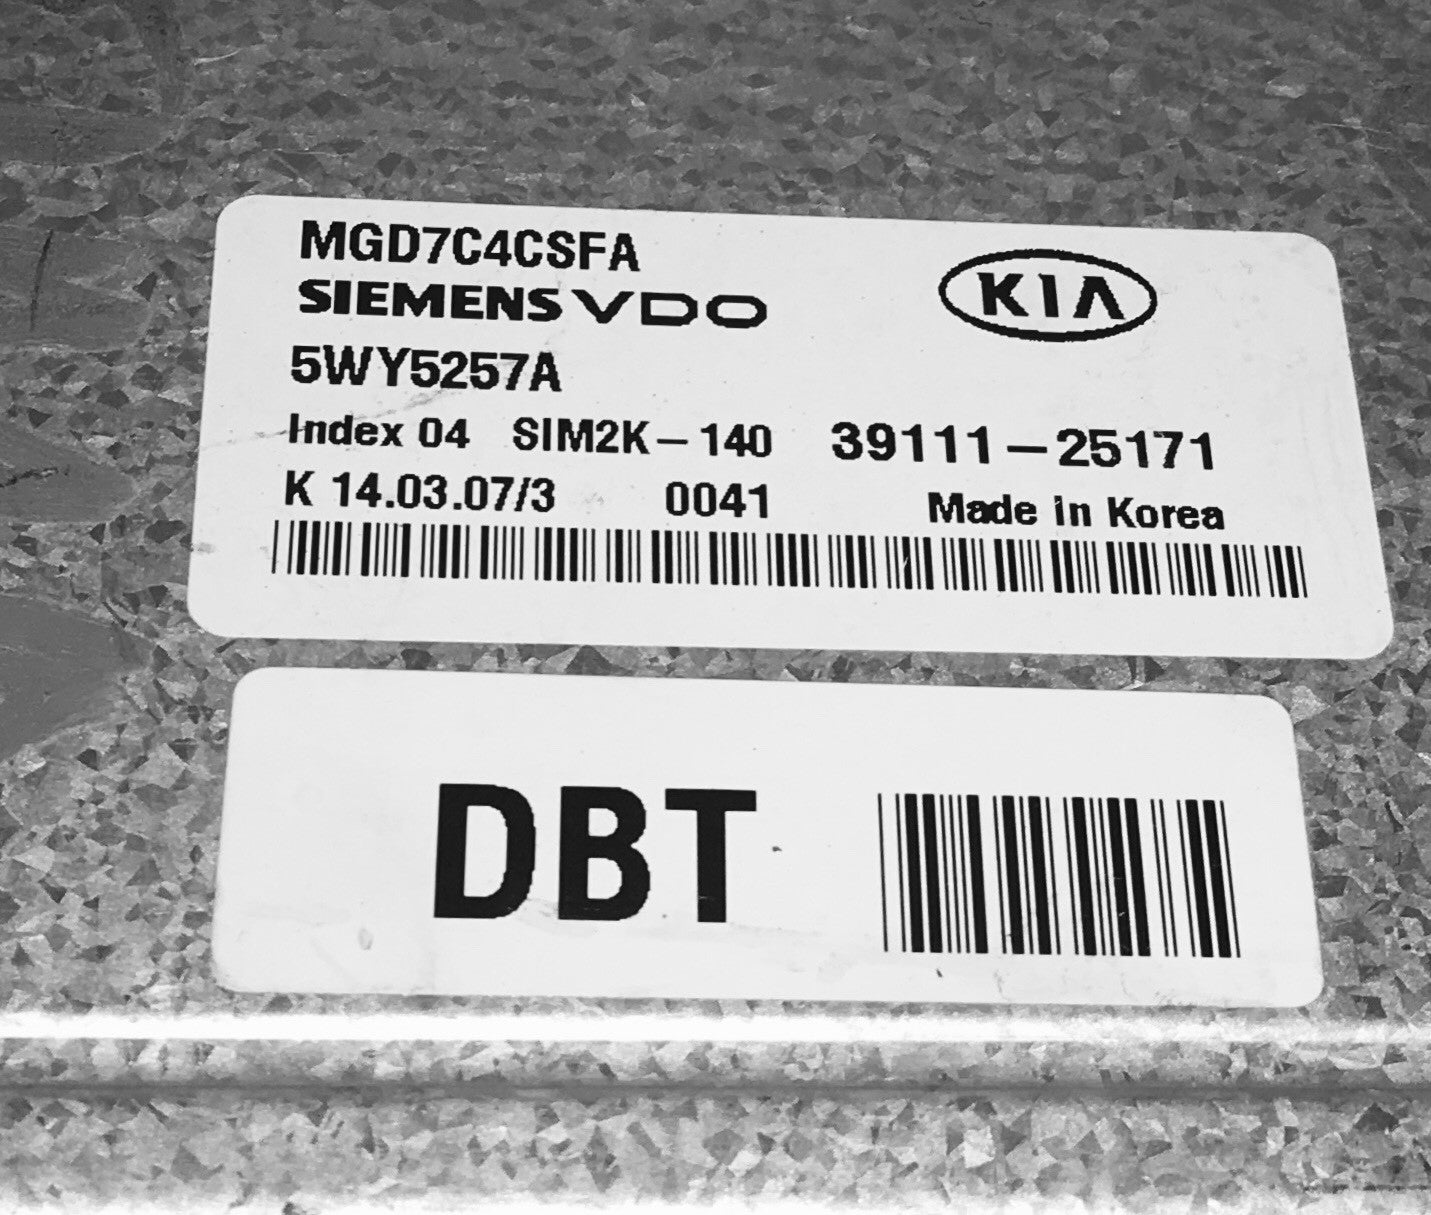 MGD7C4CSFA
SIEMENS VDO
KIA
5WY5257A
Index 04 SIM2K-140 39111-25171
K 14.03.07/3 0041 Made in Korea
DBT